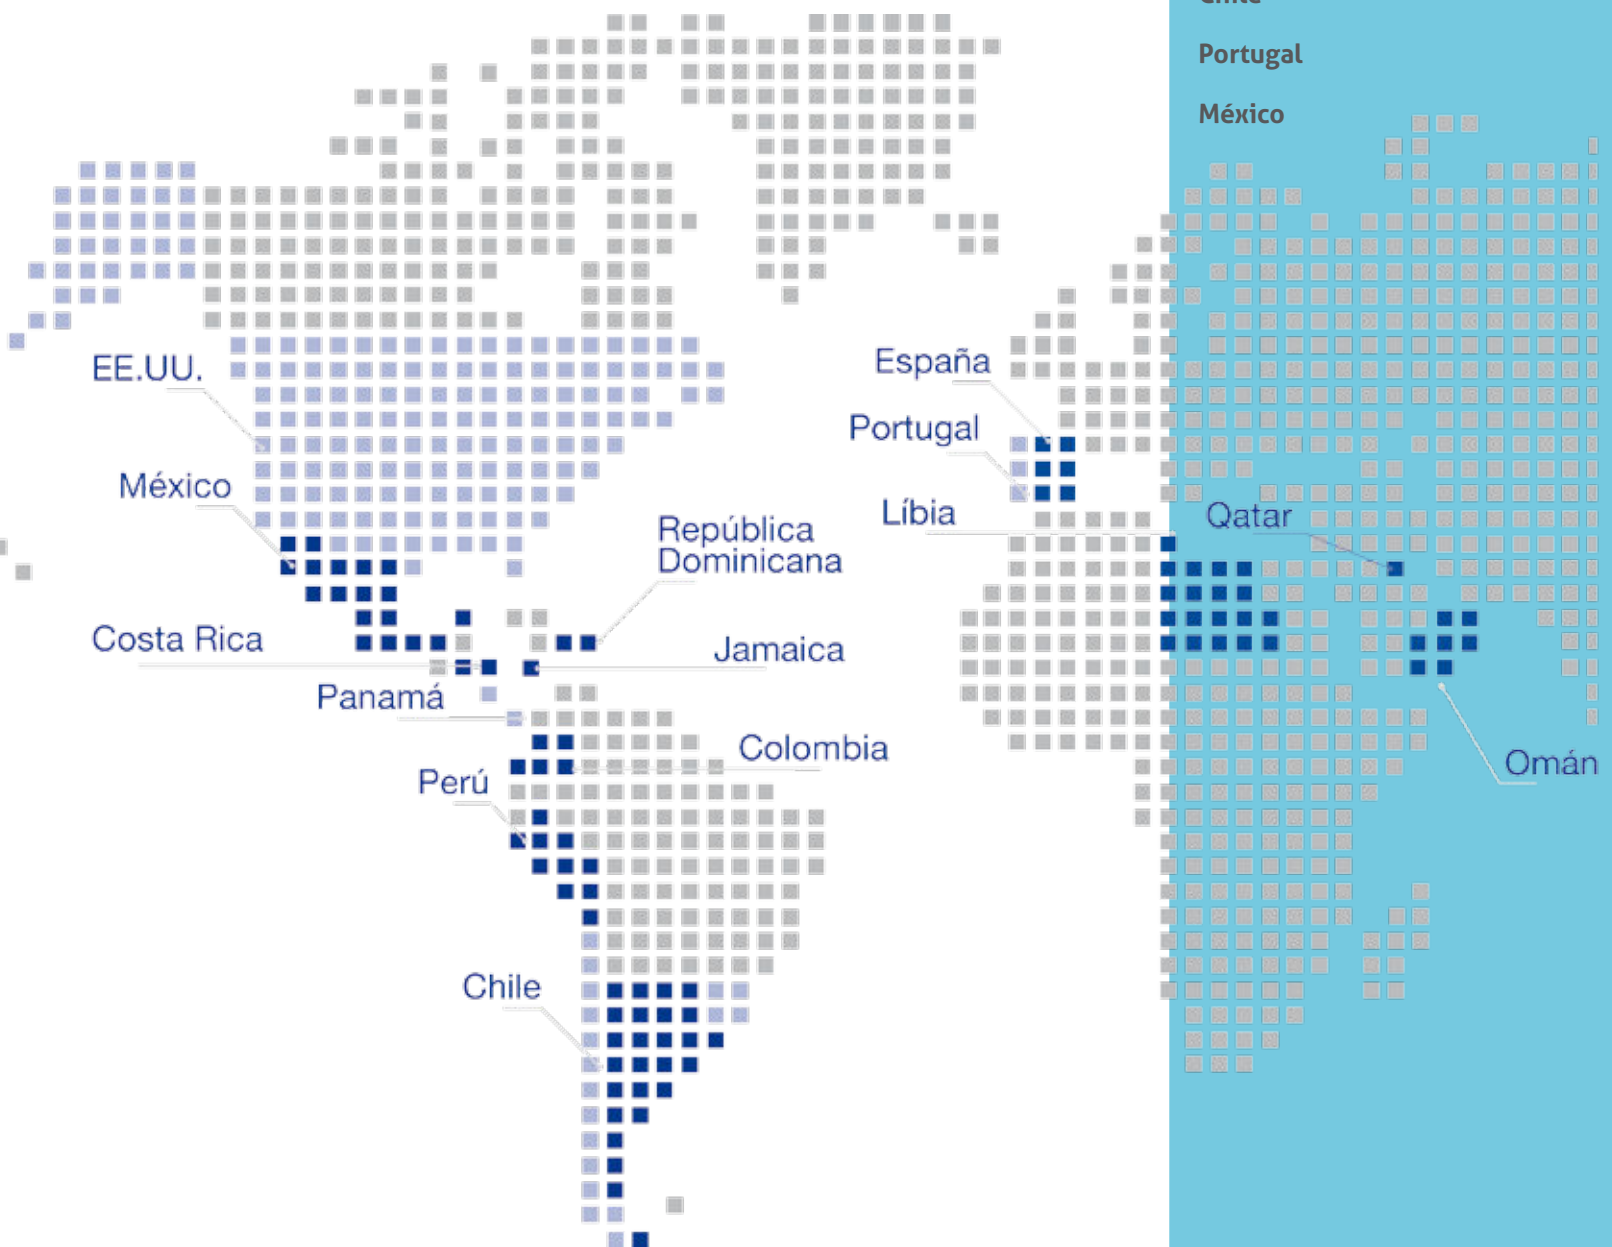 Portugal
México
EE.UU.
España
Portugal
México
Líbia
Qatar
República
Dominicana
Costa Rica
Jamaica
Panamá
Colombia
Omán
Perú
Chile